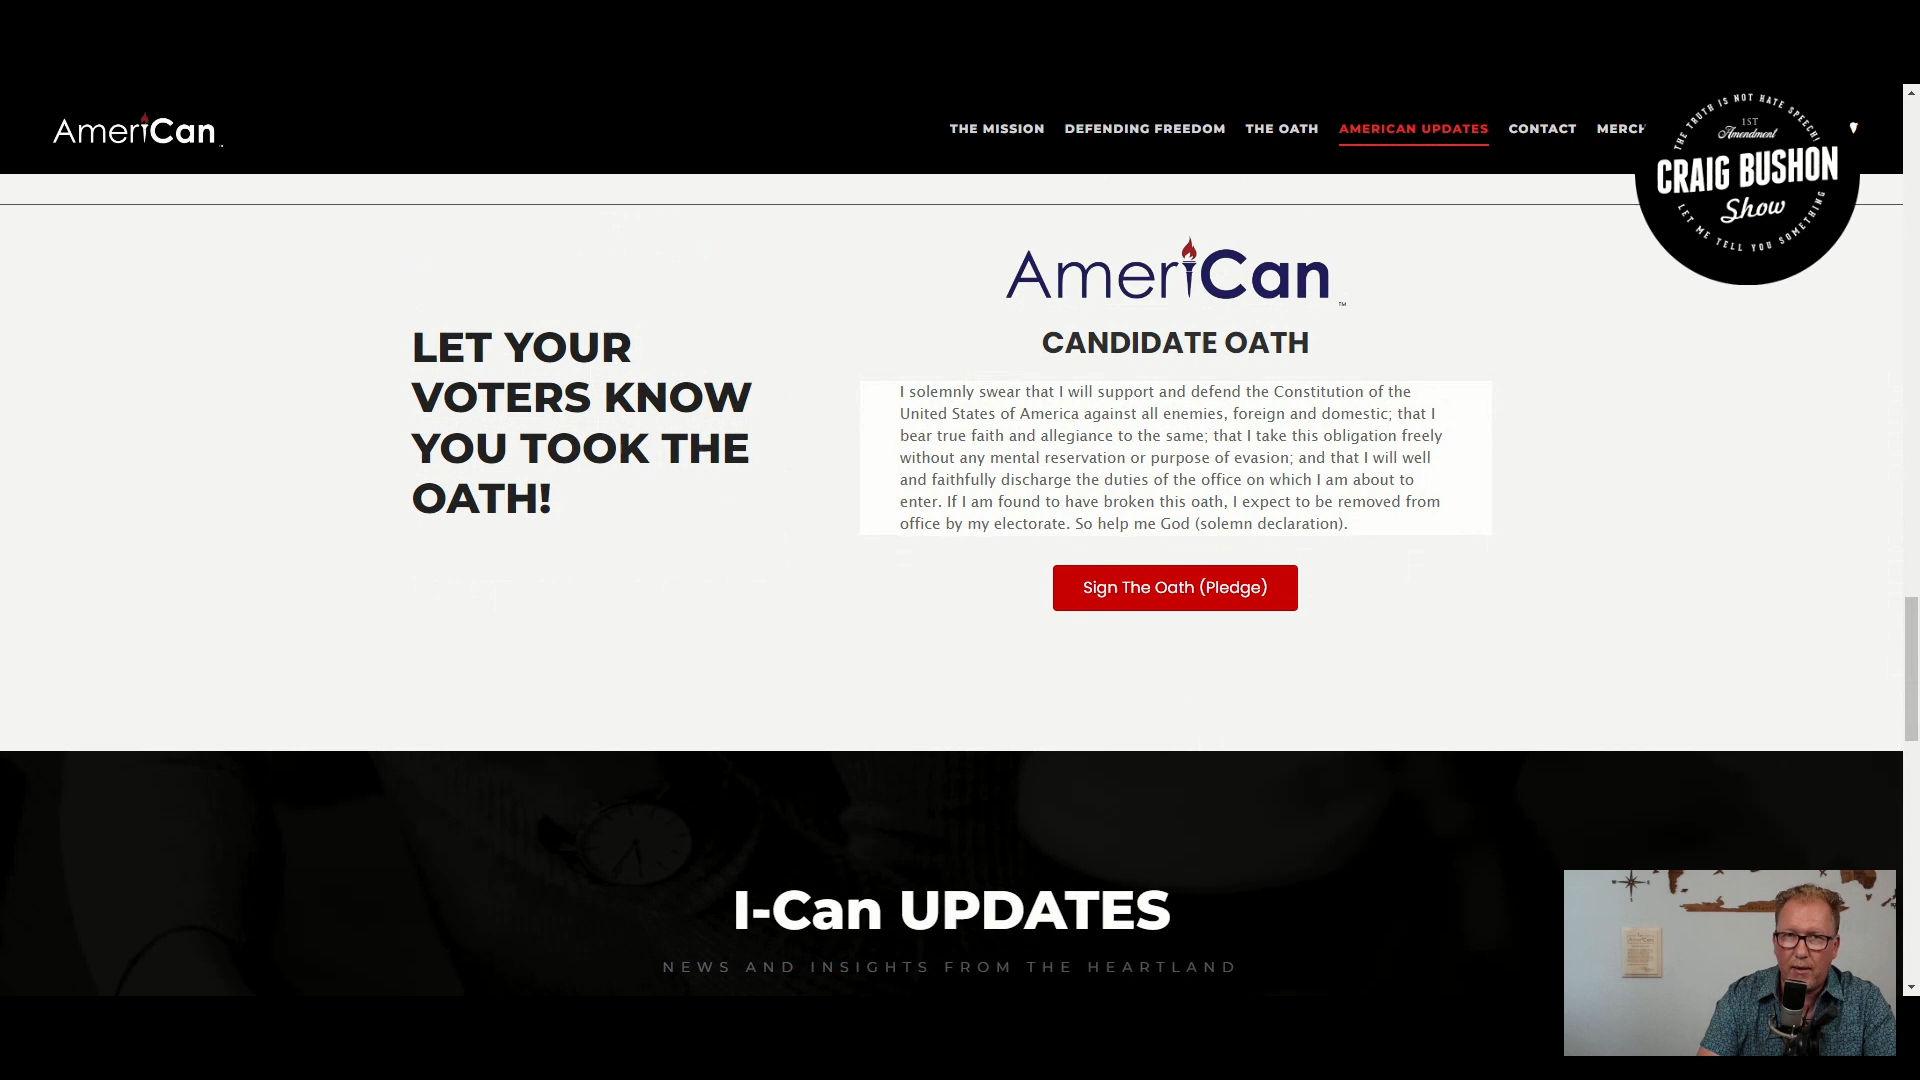 AmeriCan
THE MISSION
DEFENDING FREEDOM
THE OATH
AMERICAN UPDATES
CONTACT
MERCH
THE TRUTH IS NOT HATE SPEECH!
1ST
Amendment
CRAIG BUSHON
Show
LET ME TELL YOU SOMETHING
AmeriCan
TM
CANDIDATE OATH
LET YOUR
VOTERS KNOW
YOU TOOK THE
OATH!
I solemnly swear that I will support and defend the Constitution of the
United States of America against all enemies, foreign and domestic; that I
bear true faith and allegiance to the same; that I take this obligation freely
without any mental reservation or purpose of evasion; and that I will well
and faithfully discharge the duties of the office on which I am about to
enter. If I am found to have broken this oath, I expect to be removed from
office by my electorate. So help me God (solemn declaration).
Sign The Oath (Pledge)
I-Can UPDATES
NEWS AND INSIGHTS FROM THE HEARTLAND